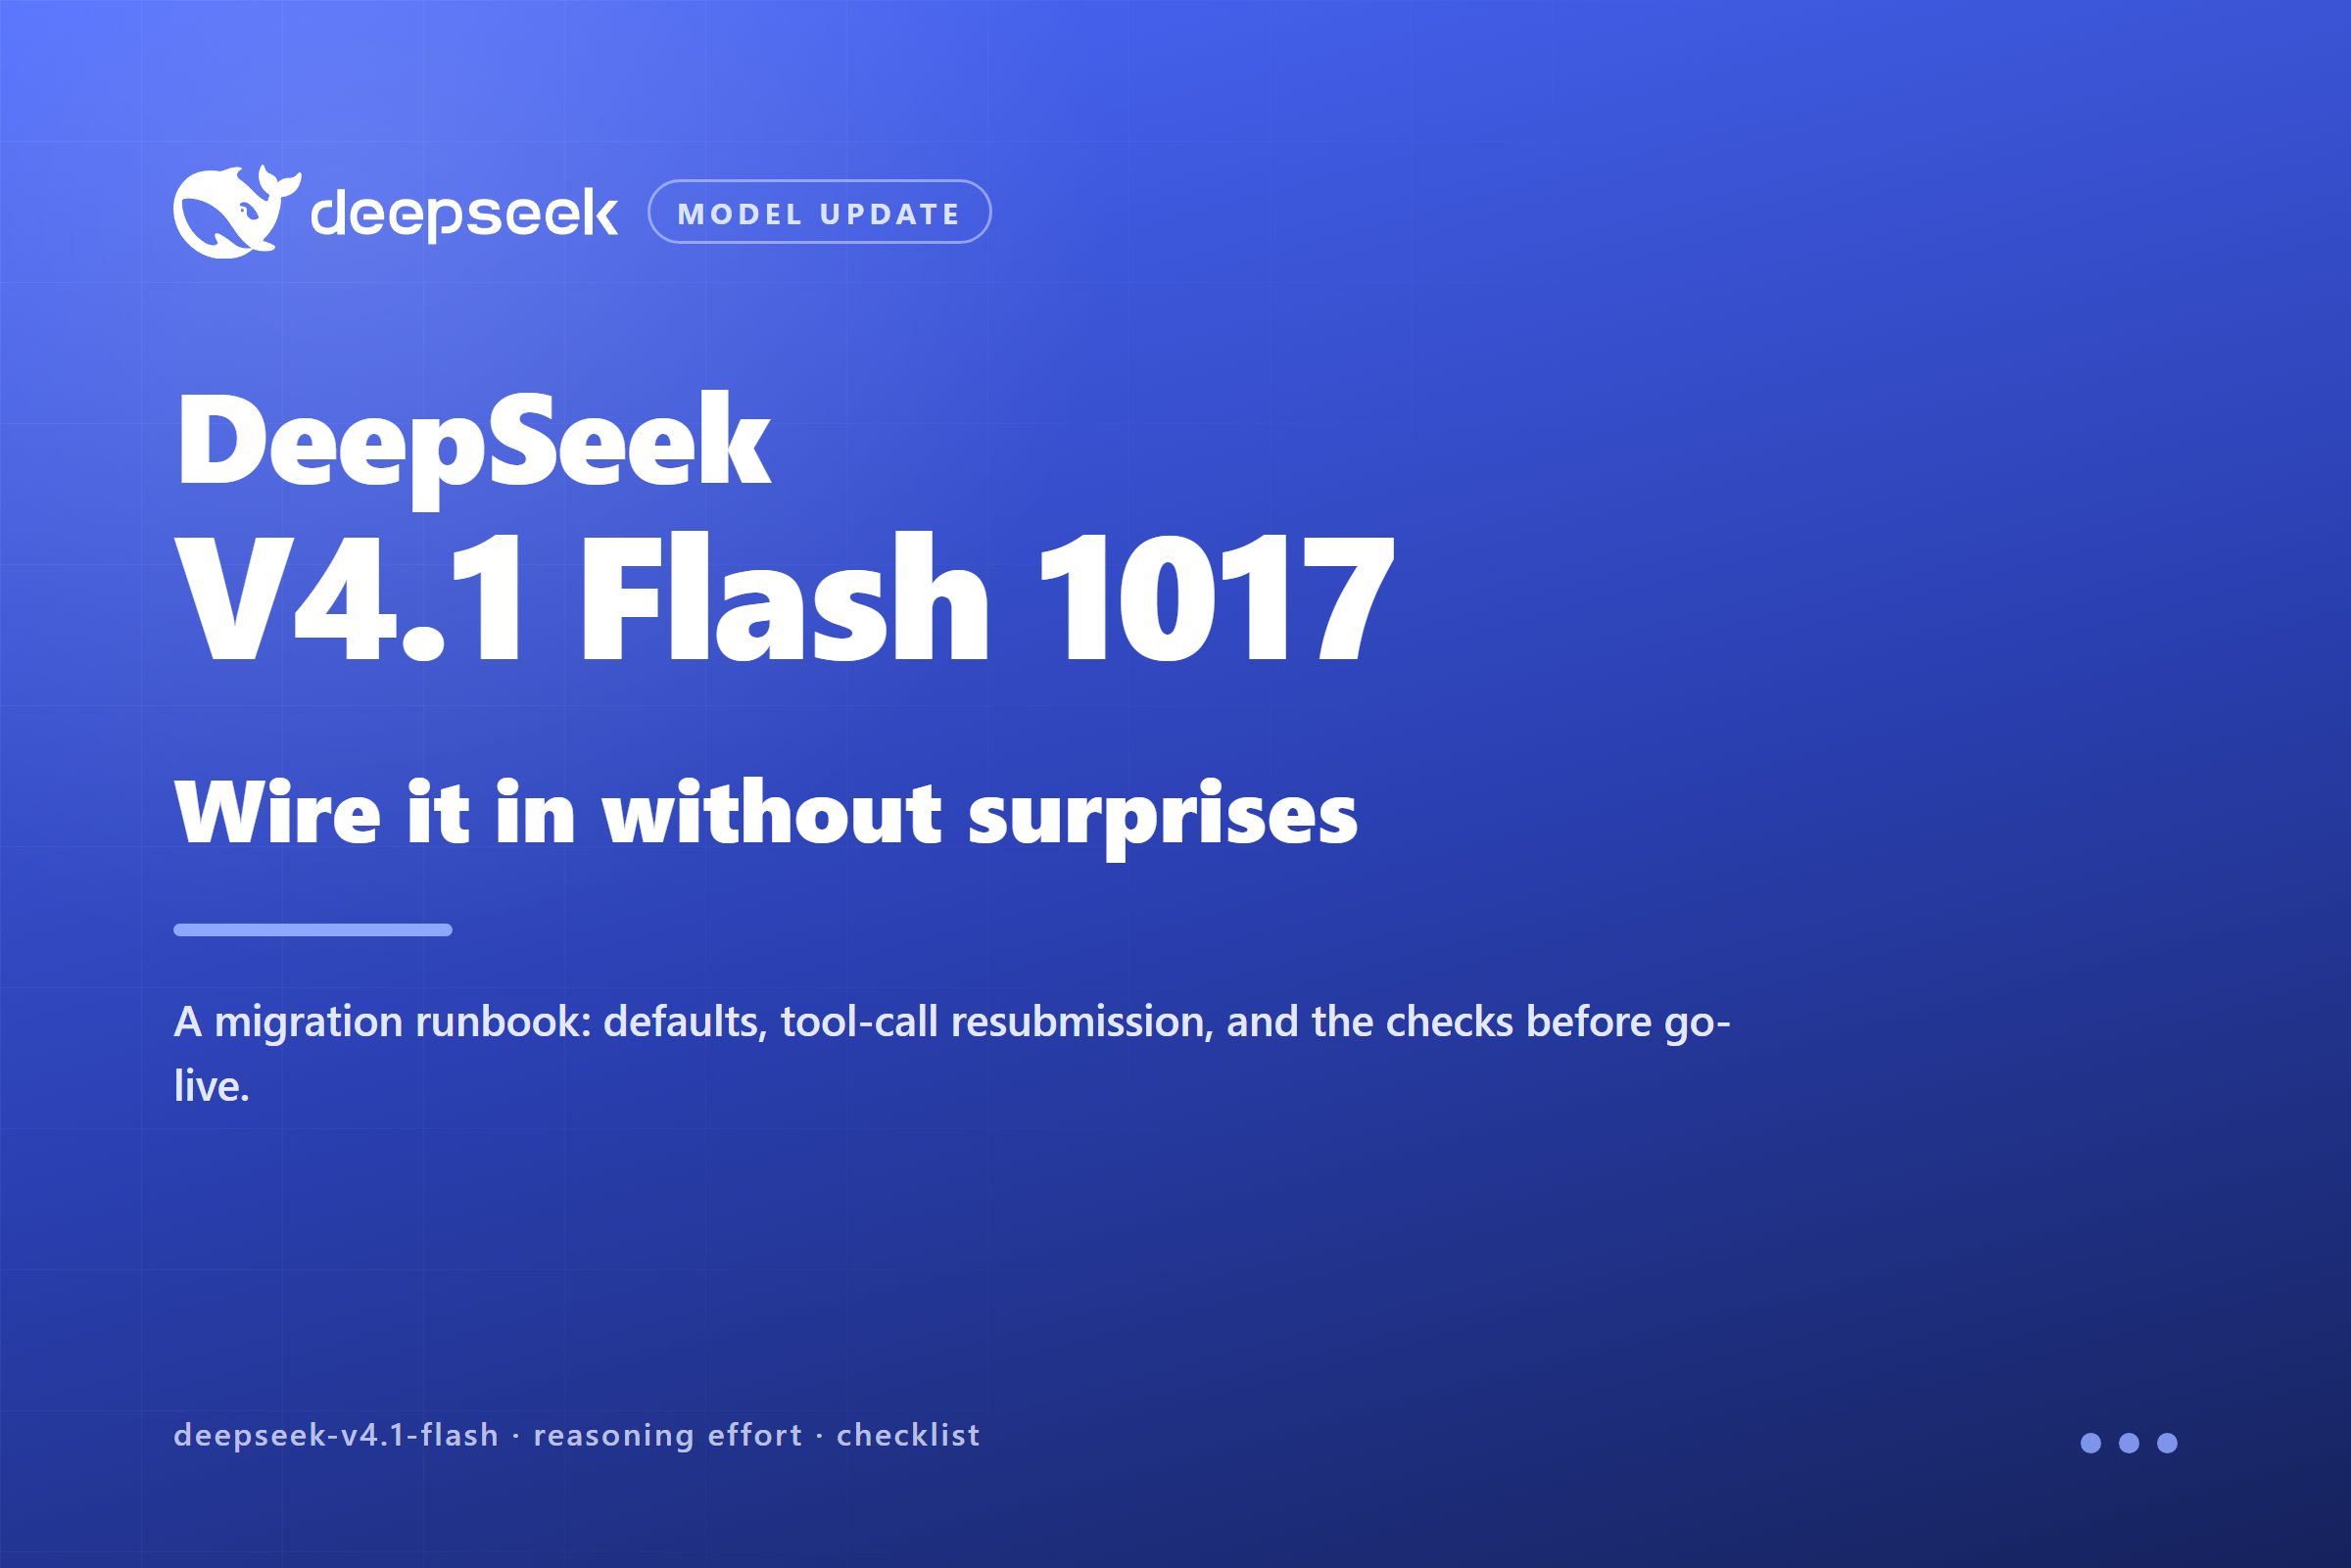 deepseek MODEL UPDATE
DeepSeek
V4.1 Flash 1017
Wire it in without surprises
A migration runbook: defaults, tool-call resubmission, and the checks before go-
live.
deepseek-v4.1-flash · reasoning effort · checklist